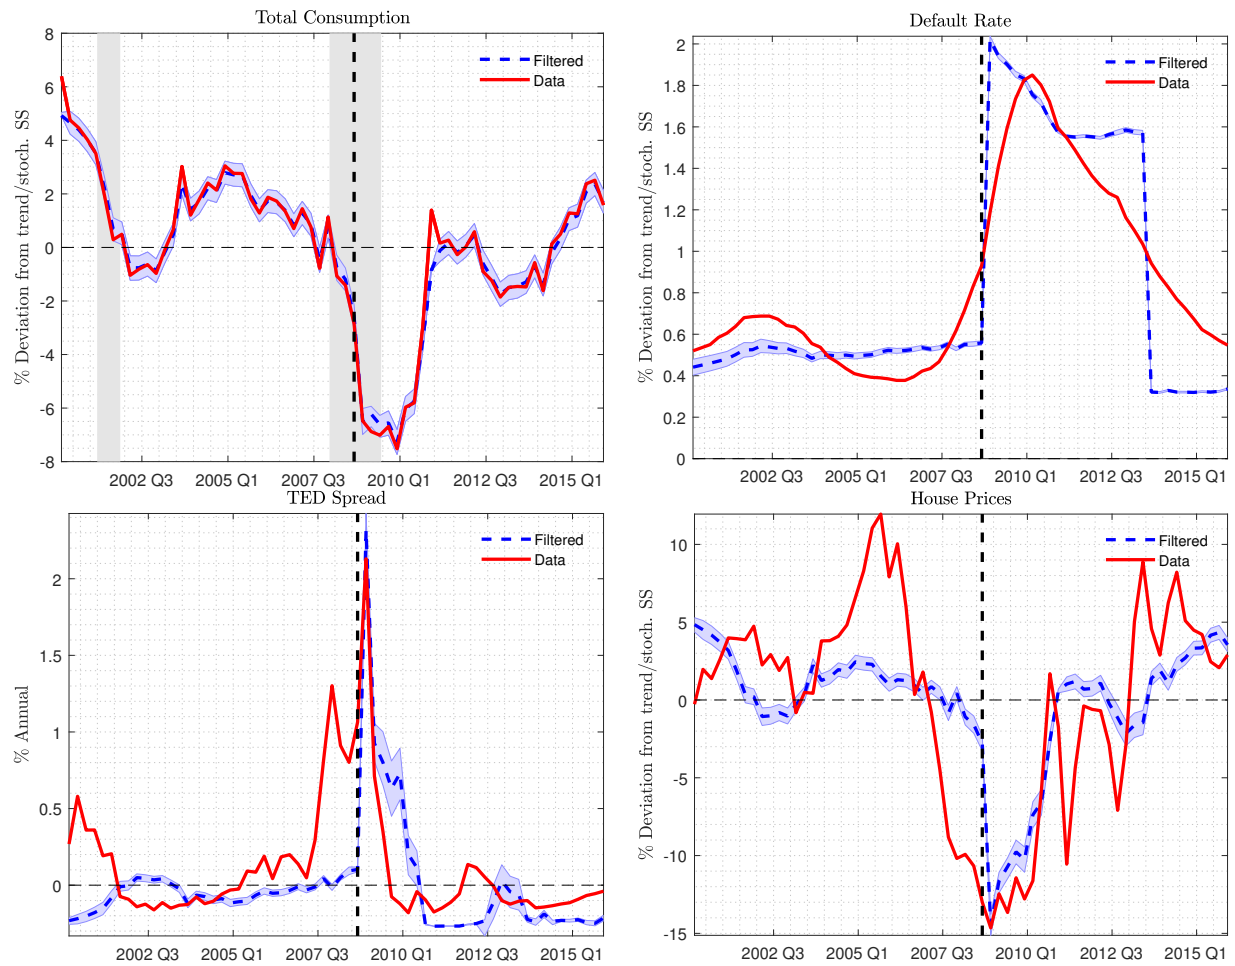 Total Consumption
% Deviation from trend/stoch. SS
8
6
4
2
0
-2
-4
-6
-8
Filtered
Data
2002 Q3
2005 Q1
2007 Q3
2010 Q1
2012 Q3
2015 Q1
Default Rate
% Deviation from trend/stoch. SS
2
1.8
1.6
1.4
1.2
1
0.8
0.6
0.4
0.2
0
Filtered
Data
2002 Q3
2005 Q1
2007 Q3
2010 Q1
2012 Q3
2015 Q1
TED Spread
% Annual
2
1.5
1
0.5
0
Filtered
Data
2002 Q3
2005 Q1
2007 Q3
2010 Q1
2012 Q3
2015 Q1
House Prices
% Deviation from trend/stoch. SS
10
5
0
-5
-10
-15
Filtered
Data
2002 Q3
2005 Q1
2007 Q3
2010 Q1
2012 Q3
2015 Q1